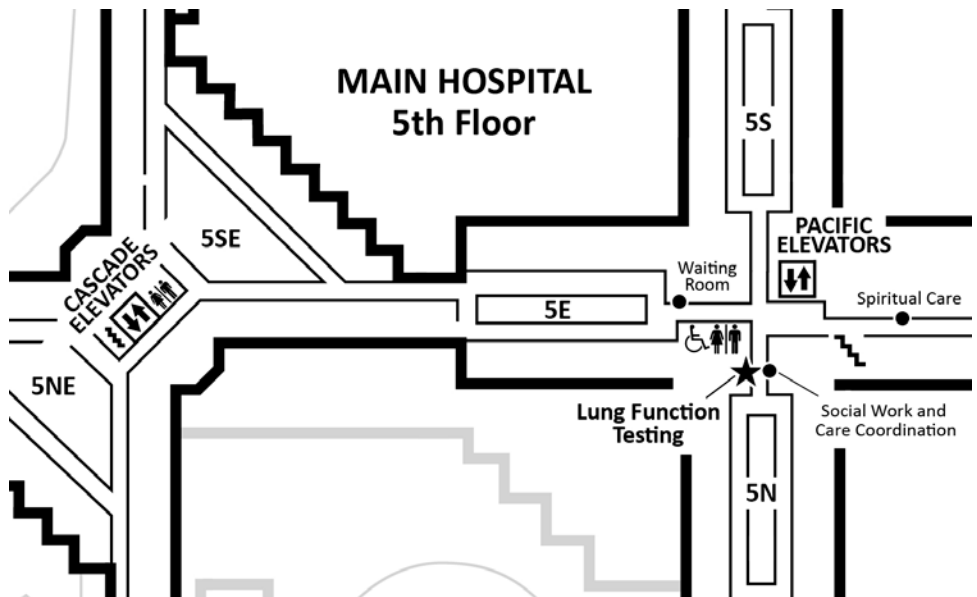 MAIN HOSPITAL
5th Floor
5S
PACIFIC
ELEVATORS
5SE
CASCADE
ELEVATORS
Waiting
Room
Spiritual Care
5E
5NE
Lung Function
Testing
Social Work and
Care Coordination
5N